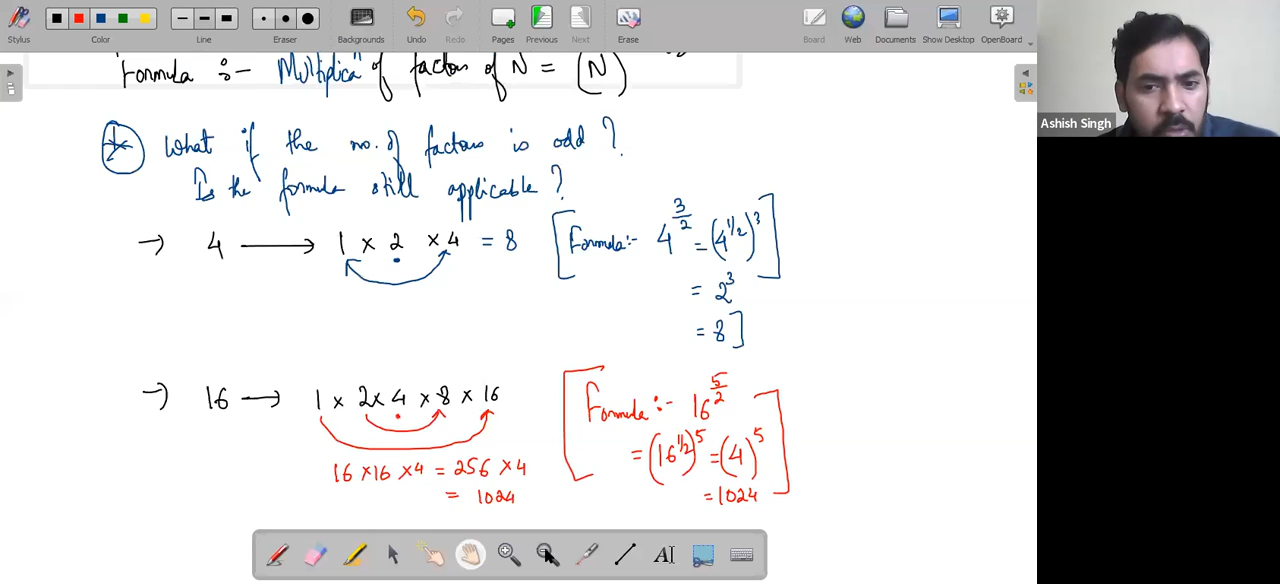 Stylus
Color
Line
Eraser
Backgrounds
Undo
Redo
Pages
Previous
Next
Erase
Board
Web
Documents
Show Desktop
OpenBoard
Formula :- Multiplica" of factors of N = (N)
What if the no. of factors is odd ?
Is the formula still applicable ?
→ 4 → 1 × 2 × 4 = 8 [Formula:- 4^{3/2} = (4^{1/2})^3]
= 2^3
= 8]
→ 16 → 1 × 2 × 4 × 8 × 16
[Formula:- 16^{5/2}
= (16^{1/2})^5 = (4)^5
= 1024]
16 × 16 × 4 = 256 × 4
= 1024
Ashish Singh